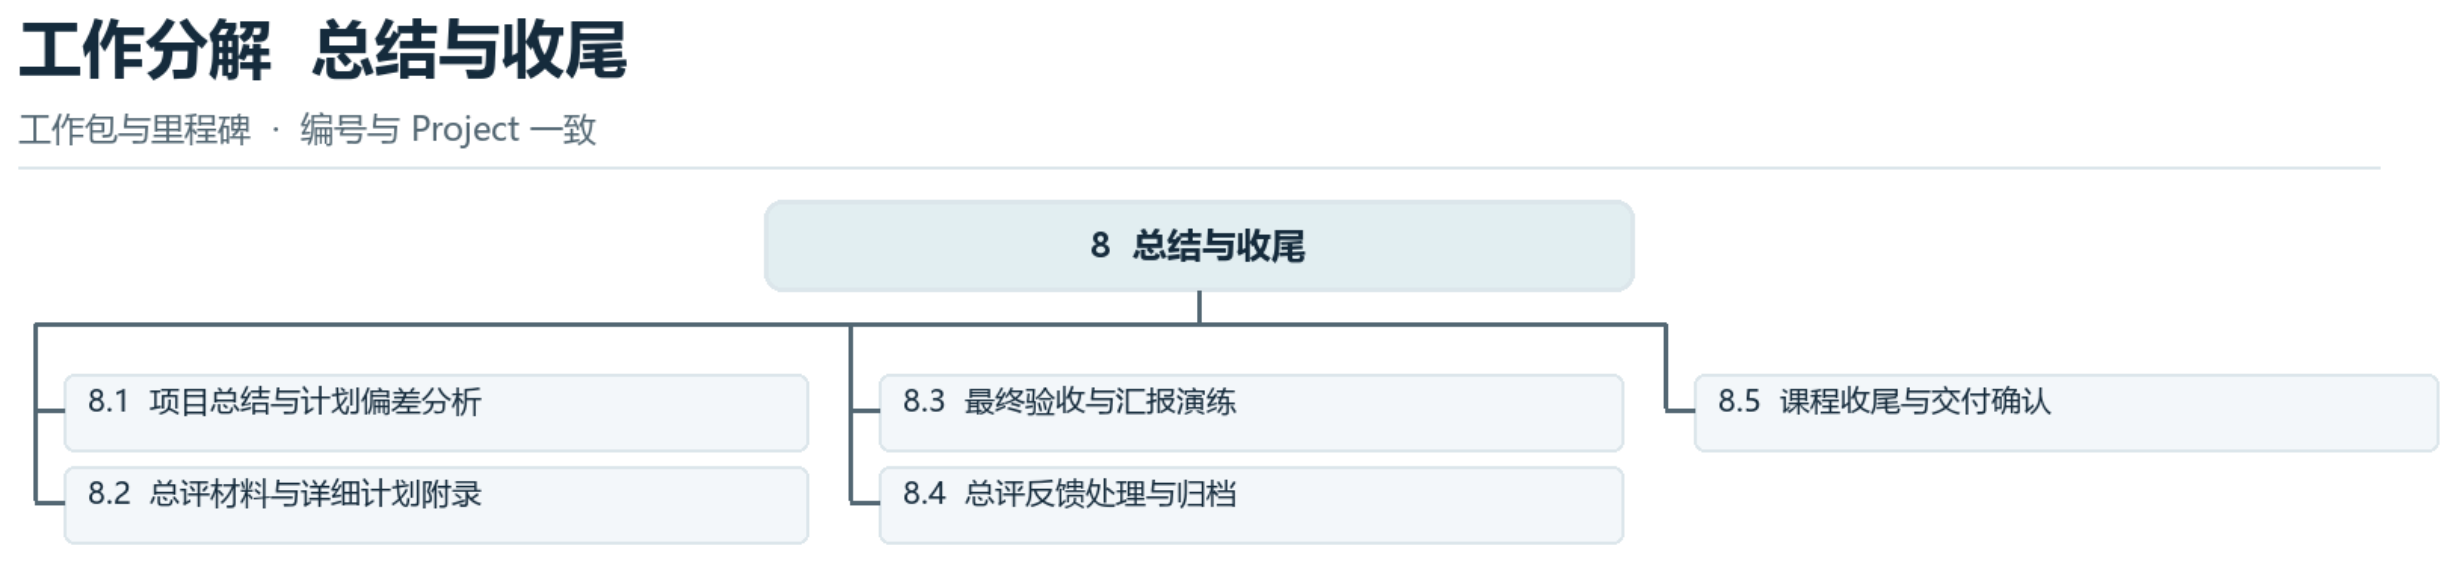 工作分解 总结与收尾
工作包与里程碑 · 编号与 Project 一致
8 总结与收尾
8.1 项目总结与计划偏差分析
8.2 总评材料与详细计划附录
8.3 最终验收与汇报演练
8.4 总评反馈处理与归档
8.5 课程收尾与交付确认